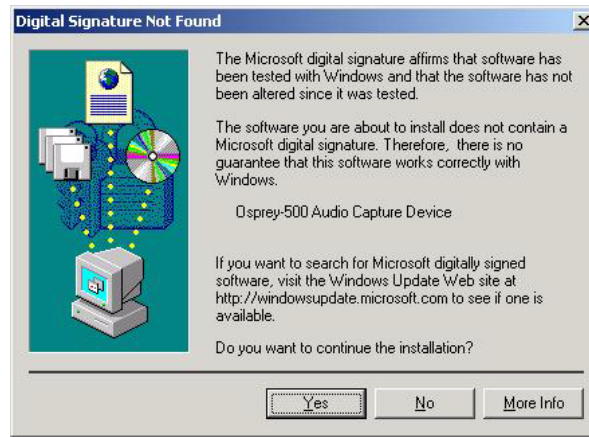 Digital Signature Not Found
The Microsoft digital signature affirms that software has
been tested with Windows and that the software has not
been altered since it was tested.
The software you are about to install does not contain a
Microsoft digital signature. Therefore, there is no
guarantee that this software works correctly with
Windows.
Osprey-500 Audio Capture Device
If you want to search for Microsoft digitally signed
software, visit the Windows Update Web site at
http://windowsupdate.microsoft.com to see if one is
available.
Do you want to continue the installation?
Yes No More Info